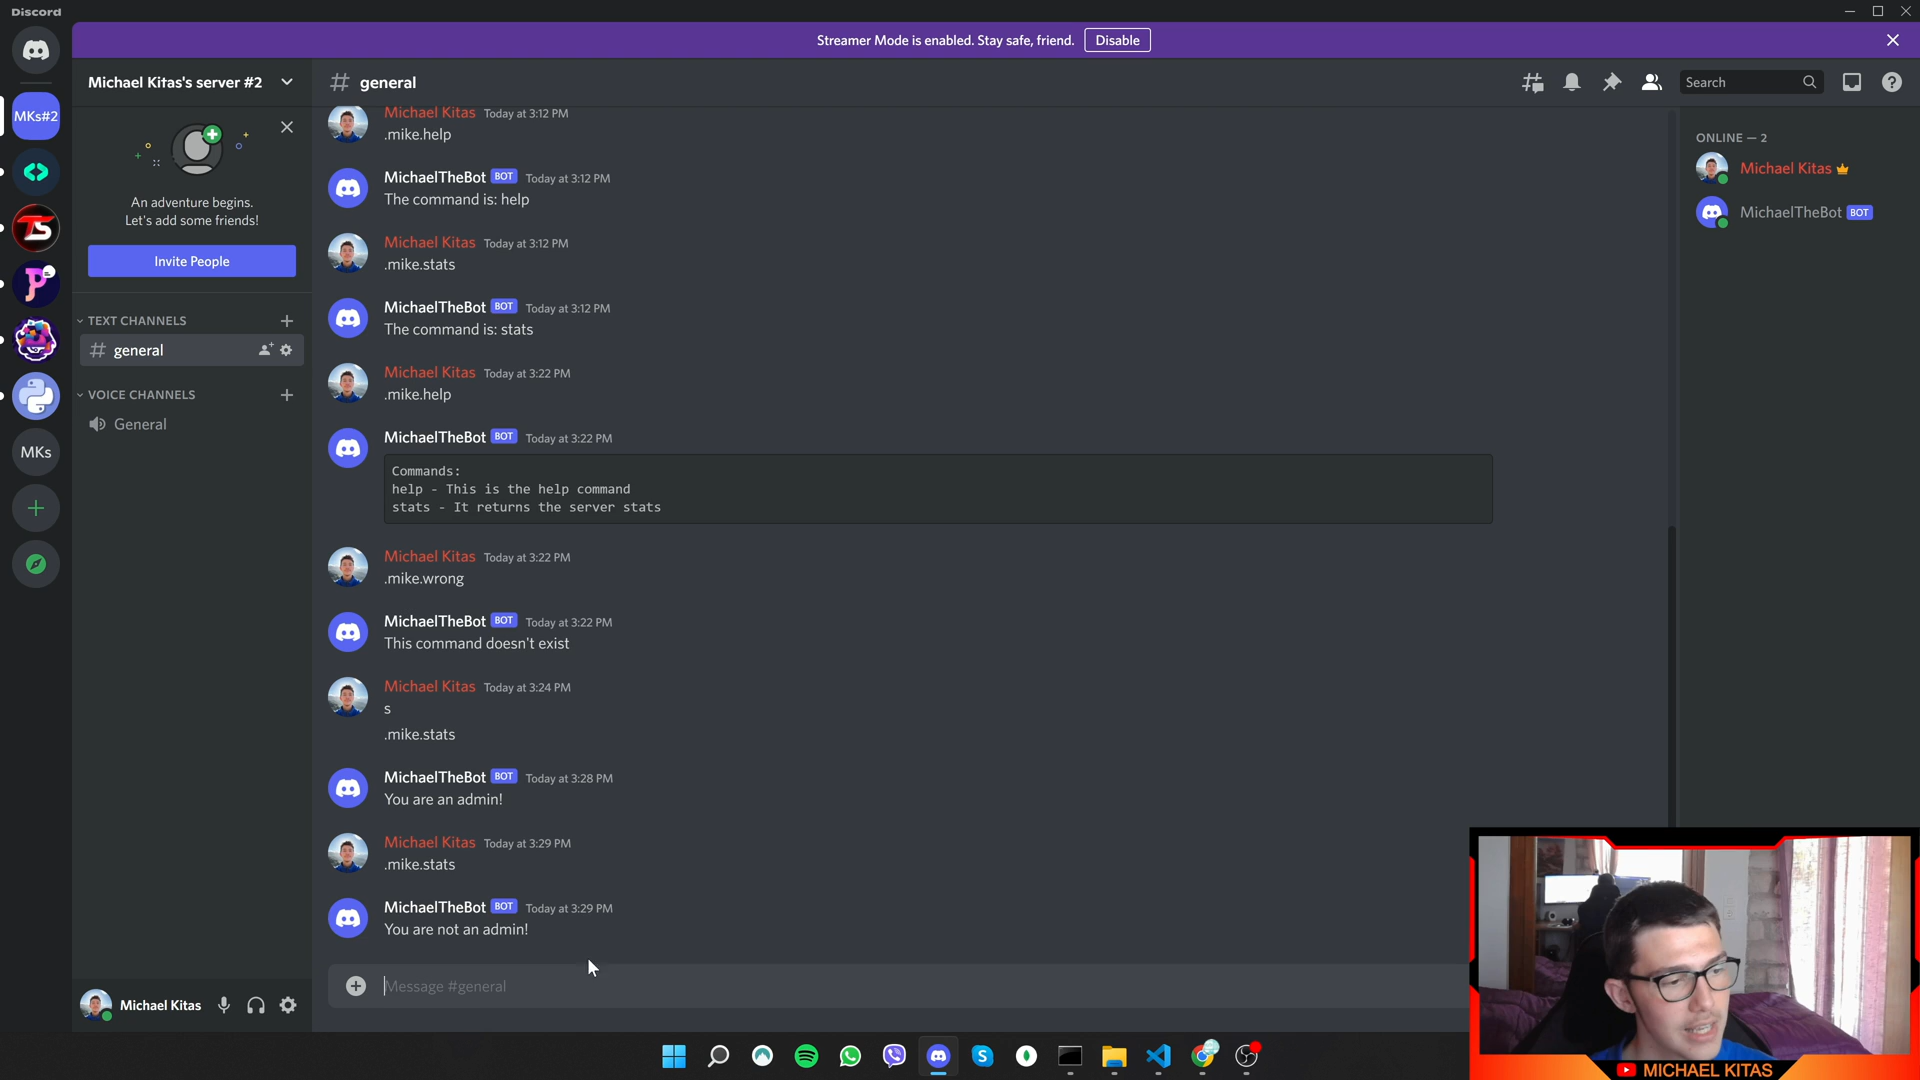 Discord
Streamer Mode is enabled. Stay safe, friend. Disable
Michael Kitas's server #2
general
Search
MKs#2
An adventure begins.
Let's add some friends!
Invite People
TEXT CHANNELS
general
VOICE CHANNELS
General
MKs
Michael Kitas Today at 3:12 PM
.mike.help
MichaelTheBot BOT Today at 3:12 PM
The command is: help
Michael Kitas Today at 3:12 PM
.mike.stats
MichaelTheBot BOT Today at 3:12 PM
The command is: stats
Michael Kitas Today at 3:22 PM
.mike.help
MichaelTheBot BOT Today at 3:22 PM
Commands:
help - This is the help command
stats - It returns the server stats
Michael Kitas Today at 3:22 PM
.mike.wrong
MichaelTheBot BOT Today at 3:22 PM
This command doesn't exist
Michael Kitas Today at 3:24 PM
s
.mike.stats
MichaelTheBot BOT Today at 3:28 PM
You are an admin!
Michael Kitas Today at 3:29 PM
.mike.stats
MichaelTheBot BOT Today at 3:29 PM
You are not an admin!
Message #general
ONLINE — 2
Michael Kitas
MichaelTheBot BOT
Michael Kitas
MICHAEL KITAS